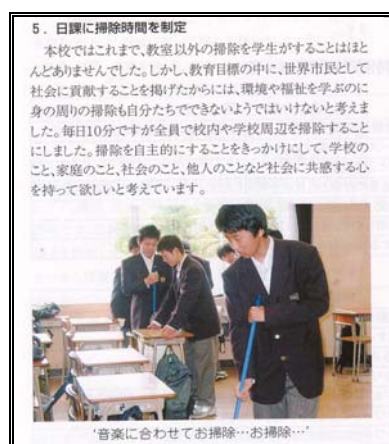 5．日課に掃除時間を制定
本校ではこれまで、教室以外の掃除を学生がすることはほと
んどありませんでした。しかし、教育目標の中に、世界市民として
社会に貢献することを掲げたからには、環境や福祉を学ぶのに
身の周りの掃除も自分たちでできないようではいけないと考えま
した。毎日10分ですが全員で校内や学校周辺を掃除すること
にしました。掃除を自主的にすることをきっかけにして、学校の
こと、家庭のこと、社会のこと、他人のことなど社会に共感する心
を持って欲しいと考えています。
'音楽に合わせてお掃除…お掃除…'